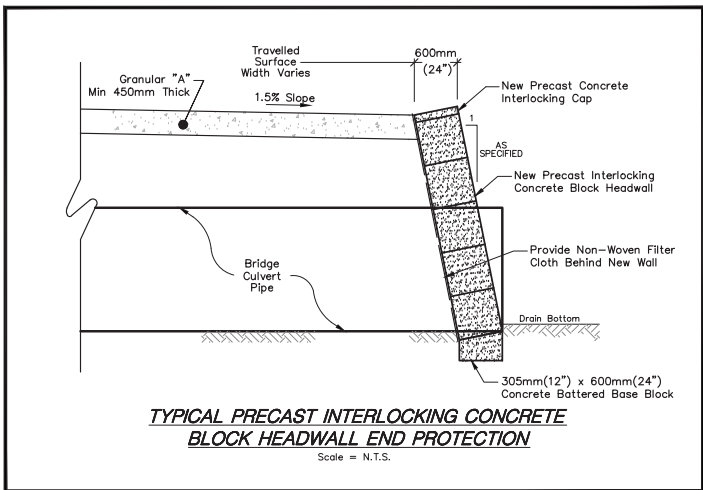 Travelled
Surface
Width Varies
600mm
(24")
Granular "A"
Min 450mm Thick
1.5% Slope
New Precast Concrete
Interlocking Cap
1
AS
SPECIFIED
New Precast Interlocking
Concrete Block Headwall
Bridge
Culvert
Pipe
Provide Non-Woven Filter
Cloth Behind New Wall
Drain Bottom
305mm(12") x 600mm(24")
Concrete Battered Base Block
TYPICAL PRECAST INTERLOCKING CONCRETE
BLOCK HEADWALL END PROTECTION
Scale = N.T.S.